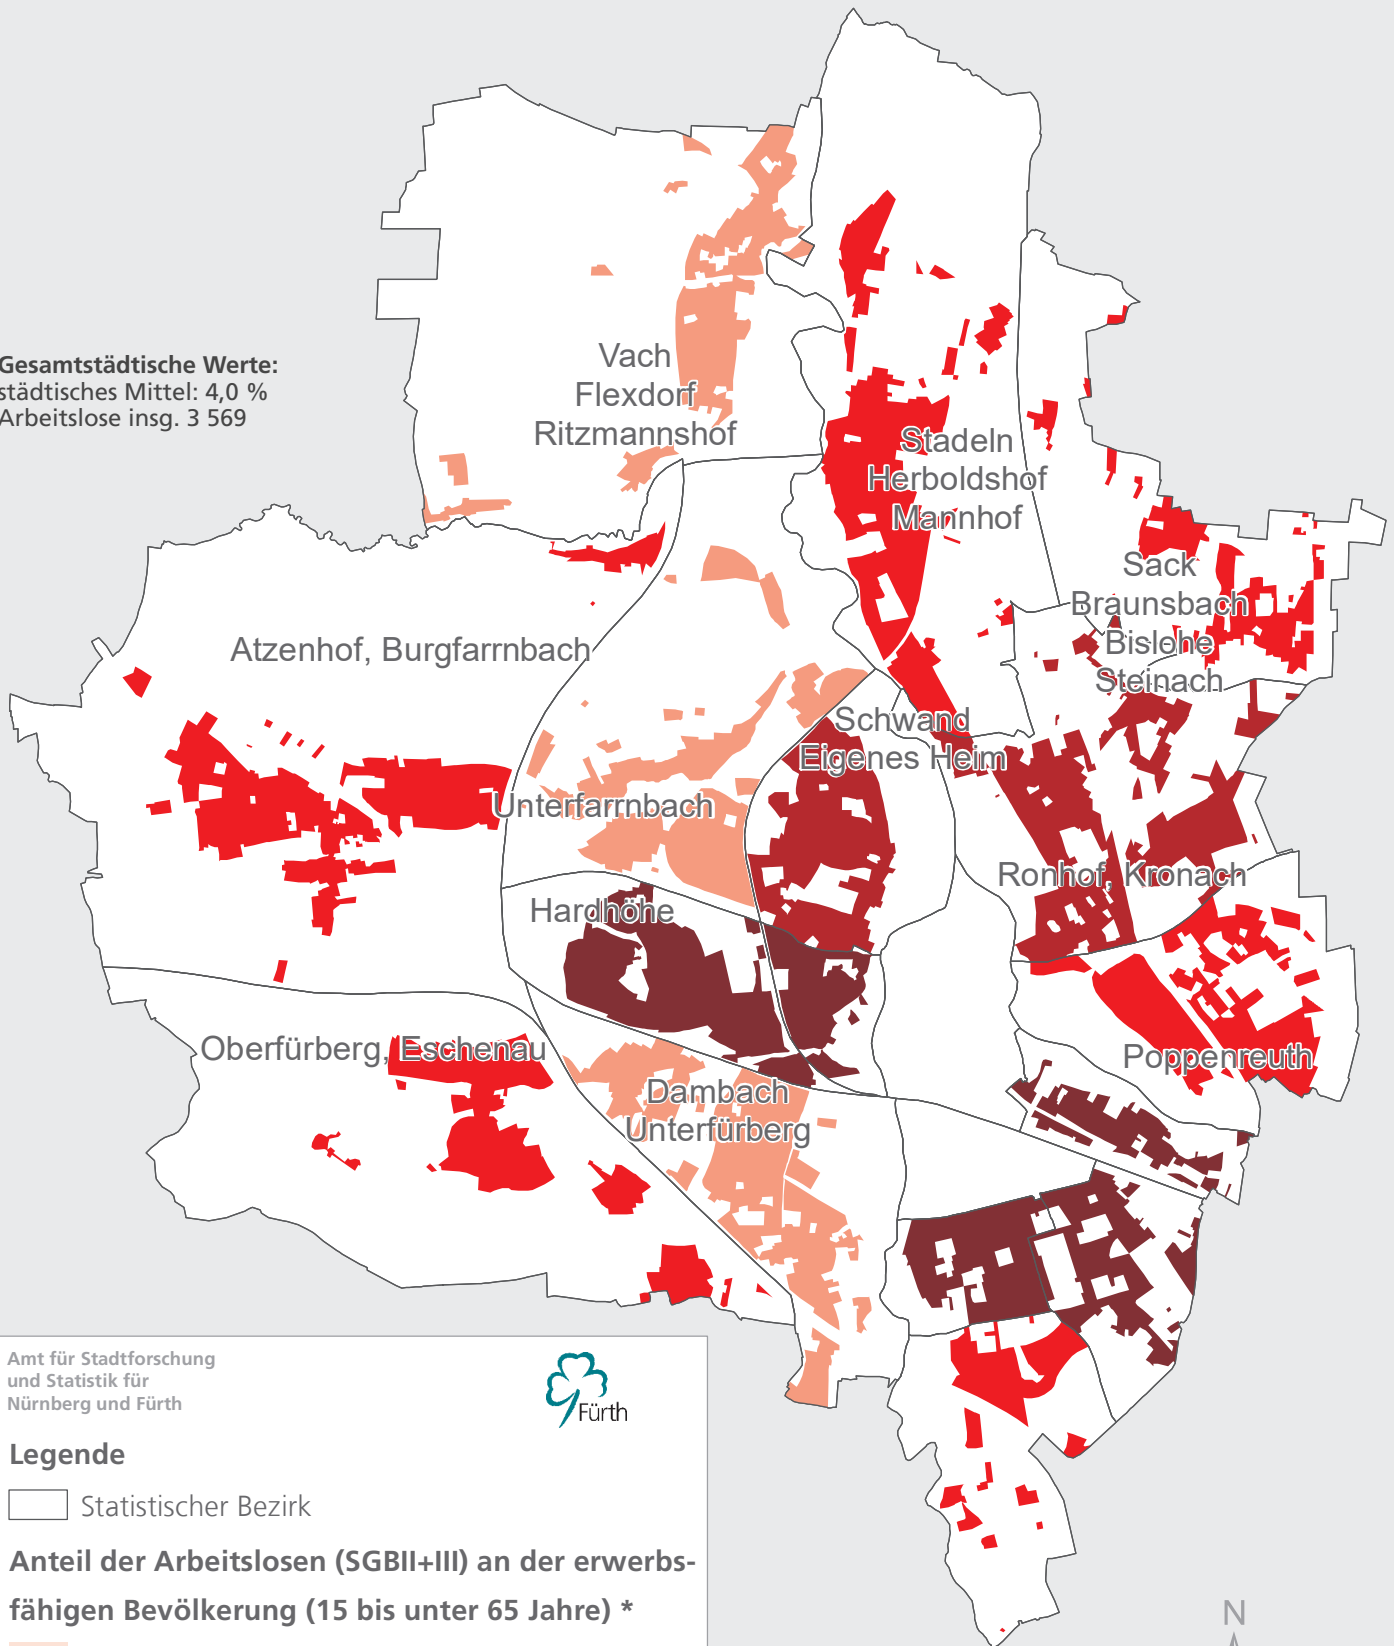 Gesamtstädtische Werte:
städtisches Mittel: 4,0 %
Arbeitslose insg. 3 569
Vach
Flexdorf
Ritzmannshof
Stadeln
Herboldshof
Mannhof
Sack
Braunsbach
Bislohe
Steinach
Atzenhof, Burgfarrnbach
Schwand
Eigenes Heim
Unterfarrnbach
Ronhof, Kronach
Hardhöhe
Oberfürberg, Eschenau
Poppenreuth
Dambach
Unterfürberg
Amt für Stadtforschung
und Statistik für
Nürnberg und Fürth
Fürth
Legende
Statistischer Bezirk
Anteil der Arbeitslosen (SGBII+III) an der erwerbs-
fähigen Bevölkerung (15 bis unter 65 Jahre) *
N